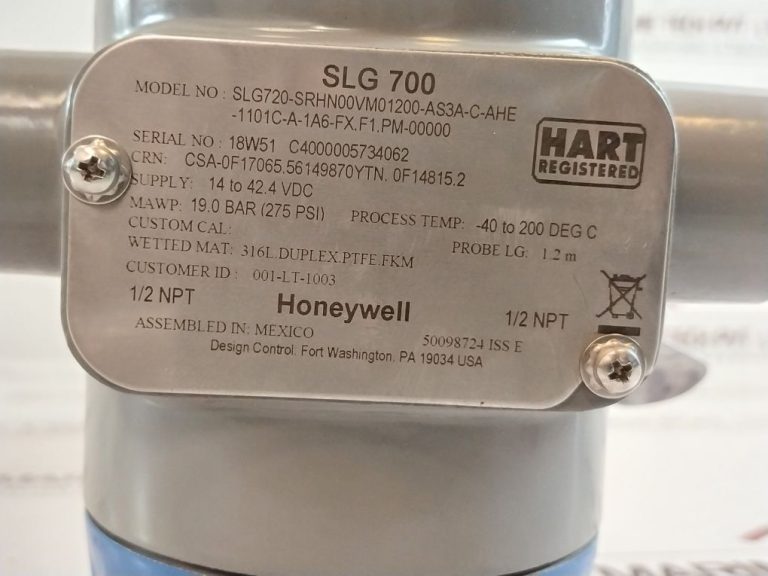 SLG 700
MODEL NO : SLG720-SRHN00VM01200-AS3A-C-AHE
-1101C-A-1A6-FX.F1.PM-00000
HART
REGISTERED
SERIAL NO : 18W51 C4000005734062
CRN: CSA-0F17065.56149870YTN. 0F14815.2
SUPPLY: 14 to 42.4 VDC
MAWP: 19.0 BAR (275 PSI) PROCESS TEMP: -40 to 200 DEG C
CUSTOM CAL:
WETTED MAT: 316L.DUPLEX.PTFE.FKM PROBE LG: 1.2 m
CUSTOMER ID : 001-LT-1003
1/2 NPT Honeywell 1/2 NPT
ASSEMBLED IN: MEXICO 50098724 ISS E
Design Control: Fort Washington, PA 19034 USA